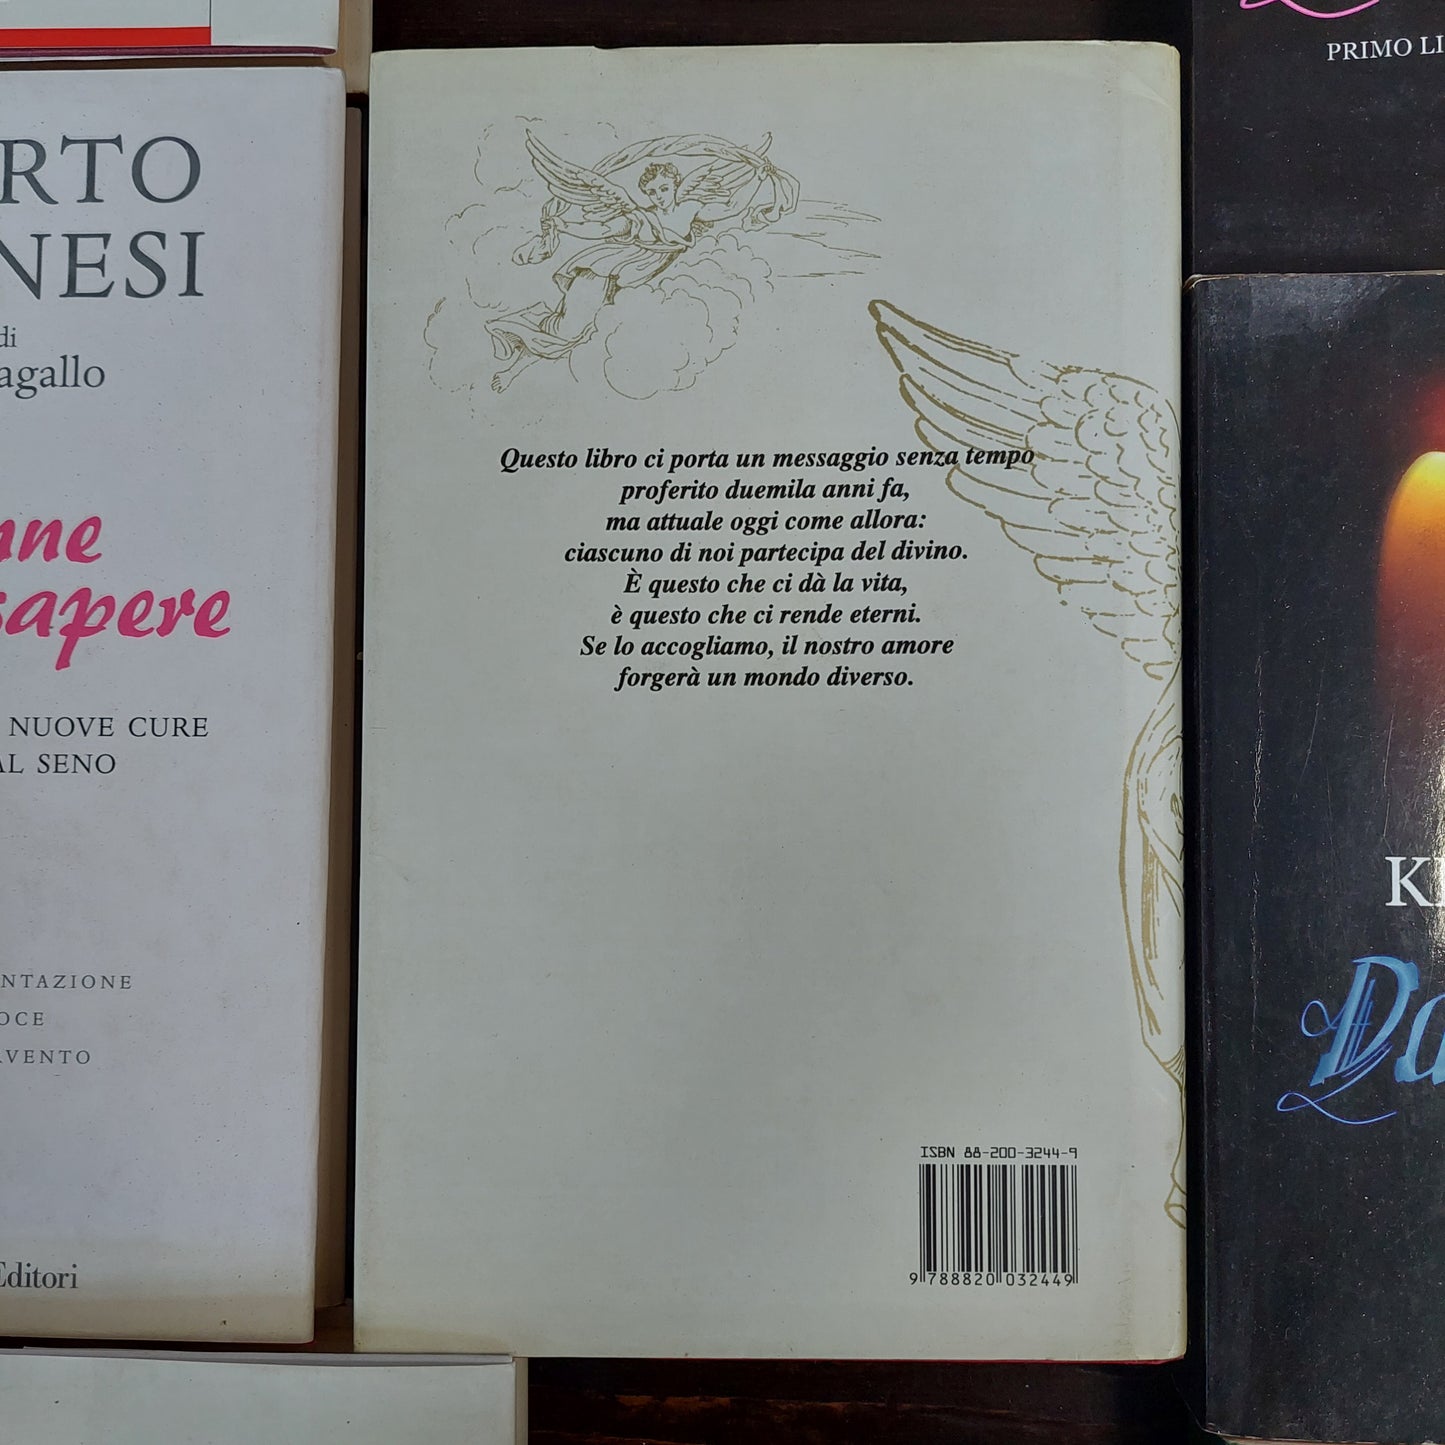 Questo libro ci porta un messaggio senza tempo
proferito duemila anni fa,
ma attuale oggi come allora:
ciascuno di noi partecipa del divino.
È questo che ci dà la vita,
è questo che ci rende eterni.
Se lo accogliamo, il nostro amore
forgerà un mondo diverso.
ISBN 88-200-3244-9
9 788820 032449
RTO
NESI
di
agallo
nne
sapere
NUOVE CURE
AL SENO
NTAZIONE
OCE
RVENTO
Editori
PRIMO LI
K
Da